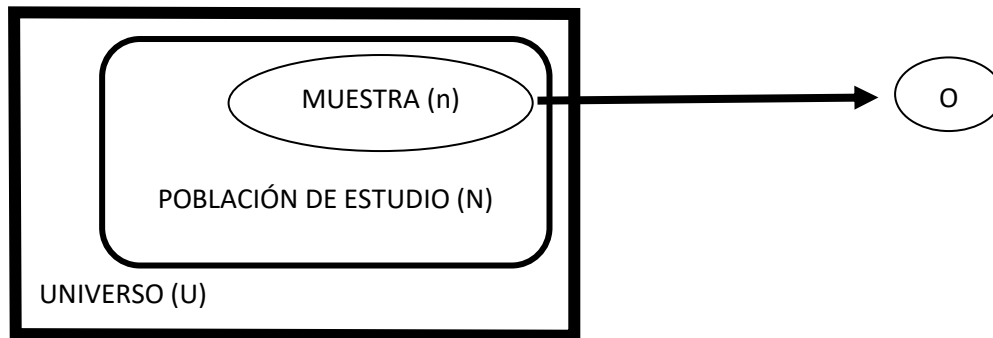 MUESTRA (n)
O
POBLACIÓN DE ESTUDIO (N)
UNIVERSO (U)